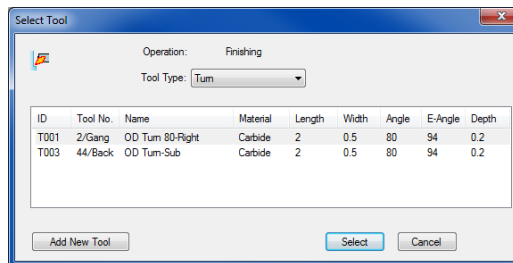 Select Tool
Operation: Finishing
Tool Type: Turn
ID Tool No. Name Material Length Width Angle E-Angle Depth
T001 2/Gang OD Turn 80-Right Carbide 2 0.5 80 94 0.2
T003 44/Back OD Turn-Sub Carbide 2 0.5 80 94 0.2
Add New Tool Select Cancel